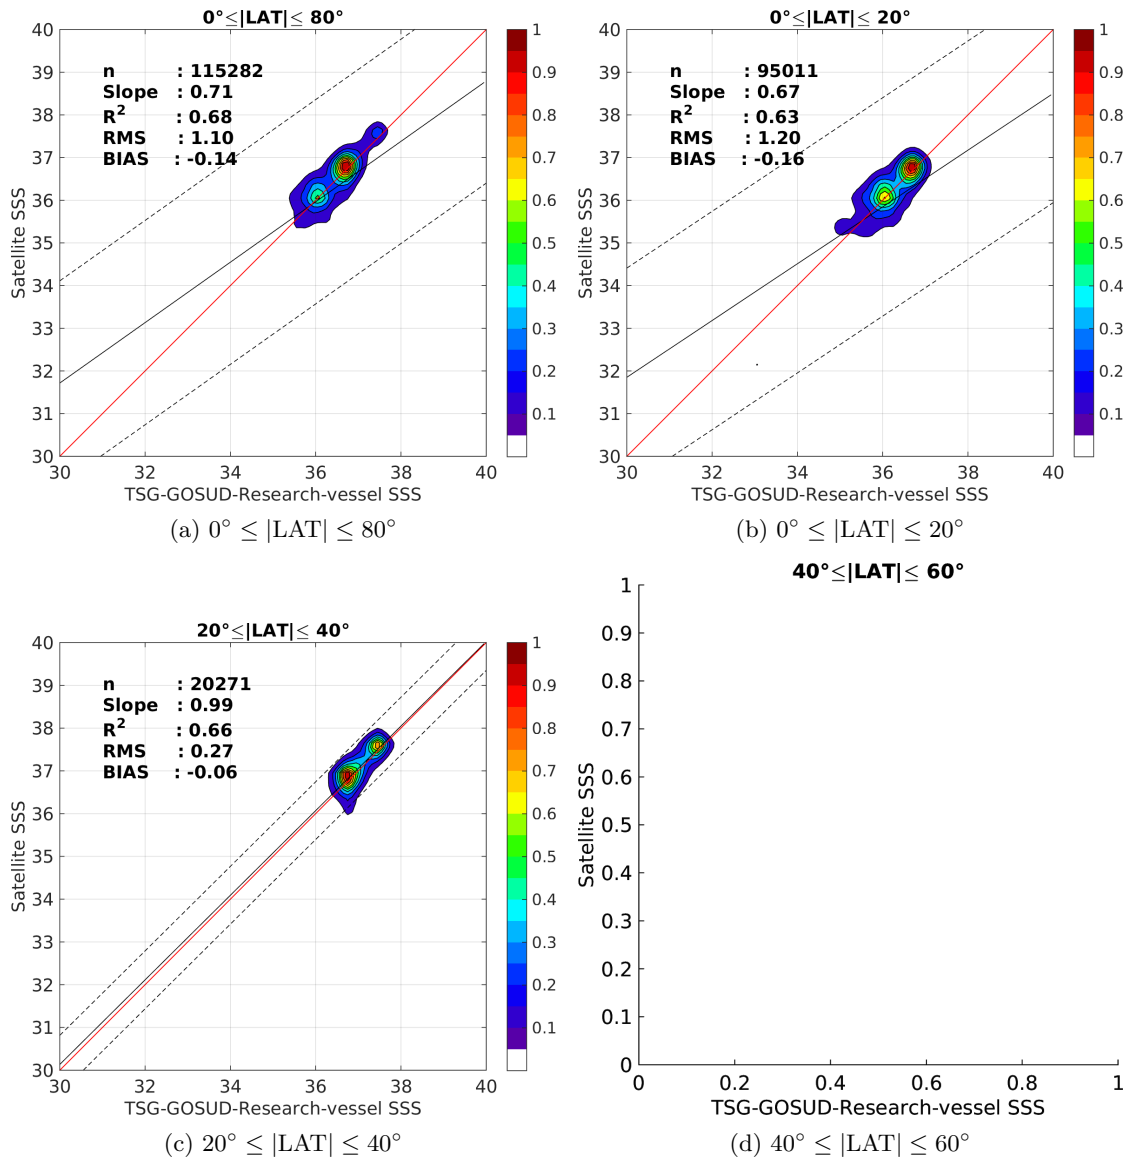 0°≤|LAT|≤ 80°
n : 115282
Slope : 0.71
R2 : 0.68
RMS : 1.10
BIAS : -0.14
40
39
38
37
36
35
34
33
32
31
30
30 32 34 36 38 40
Satellite SSS
TSG-GOSUD-Research-vessel SSS
1
0.9
0.8
0.7
0.6
0.5
0.4
0.3
0.2
0.1
(a) 0° ≤ |LAT| ≤ 80°
0°≤|LAT|≤ 20°
n : 95011
Slope : 0.67
R2 : 0.63
RMS : 1.20
BIAS : -0.16
40
39
38
37
36
35
34
33
32
31
30
30 32 34 36 38 40
Satellite SSS
TSG-GOSUD-Research-vessel SSS
1
0.9
0.8
0.7
0.6
0.5
0.4
0.3
0.2
0.1
(b) 0° ≤ |LAT| ≤ 20°
20°≤|LAT|≤ 40°
n : 20271
Slope : 0.99
R2 : 0.66
RMS : 0.27
BIAS : -0.06
40
39
38
37
36
35
34
33
32
31
30
30 32 34 36 38 40
Satellite SSS
TSG-GOSUD-Research-vessel SSS
1
0.9
0.8
0.7
0.6
0.5
0.4
0.3
0.2
0.1
(c) 20° ≤ |LAT| ≤ 40°
40°≤|LAT|≤ 60°
1
0.9
0.8
0.7
0.6
0.5
0.4
0.3
0.2
0.1
0
0 0.2 0.4 0.6 0.8 1
Satellite SSS
TSG-GOSUD-Research-vessel SSS
(d) 40° ≤ |LAT| ≤ 60°